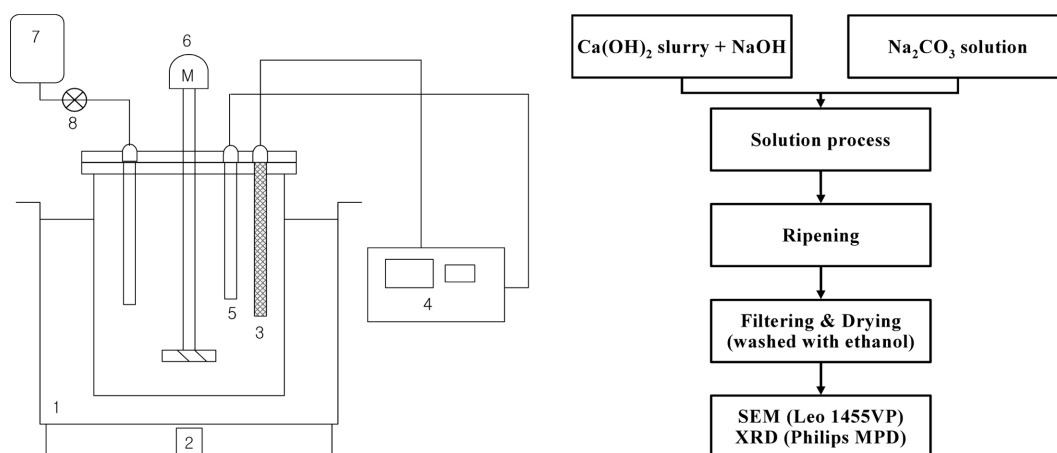 7
6
M
8
5
3
4
1
2
Ca(OH)₂ slurry + NaOH
Na₂CO₃ solution
Solution process
Ripening
Filtering & Drying
(washed with ethanol)
SEM (Leo 1455VP)
XRD (Philips MPD)